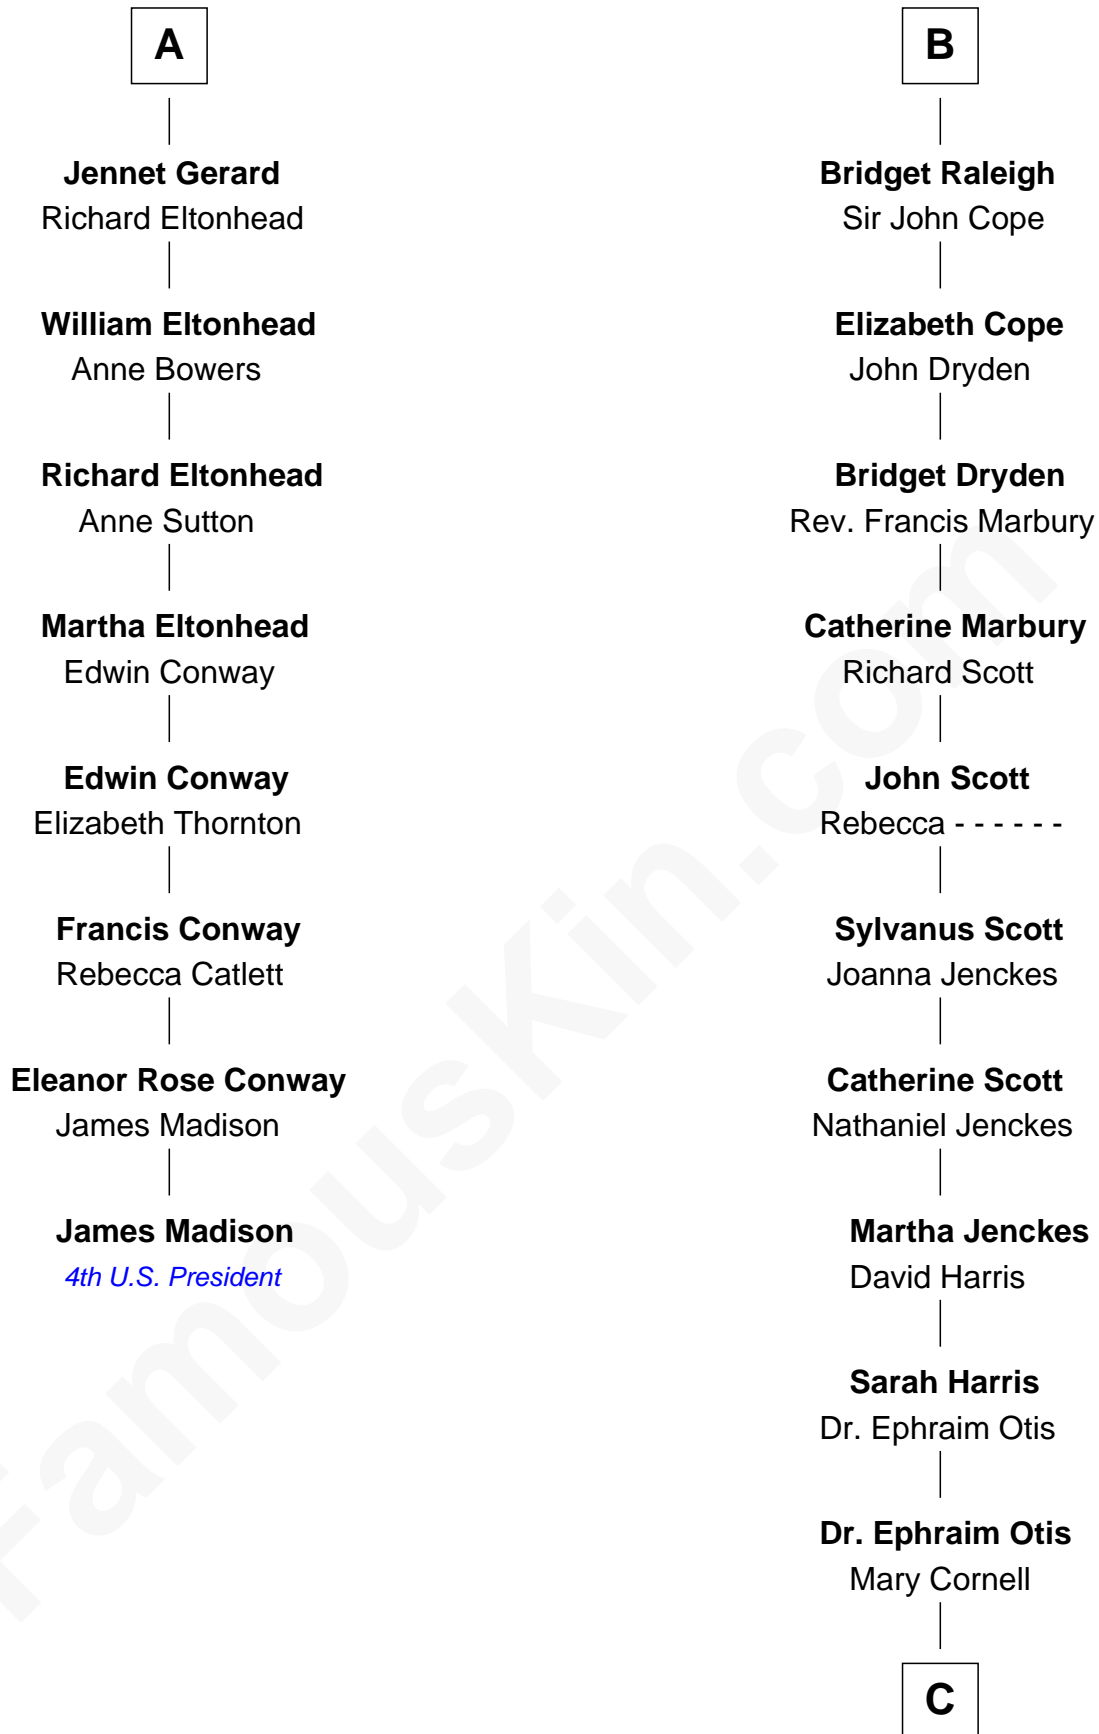 A
Jennet Gerard
Richard Eltonhead
William Eltonhead
Anne Bowers
Richard Eltonhead
Anne Sutton
Martha Eltonhead
Edwin Conway
Edwin Conway
Elizabeth Thornton
Francis Conway
Rebecca Catlett
Eleanor Rose Conway
James Madison
James Madison
4th U.S. President
B
Bridget Raleigh
Sir John Cope
Elizabeth Cope
John Dryden
Bridget Dryden
Rev. Francis Marbury
Catherine Marbury
Richard Scott
John Scott
Rebecca - - - - - -
Sylvanus Scott
Joanna Jenckes
Catherine Scott
Nathaniel Jenckes
Martha Jenckes
David Harris
Sarah Harris
Dr. Ephraim Otis
Dr. Ephraim Otis
Mary Cornell
C
FamousKin.com